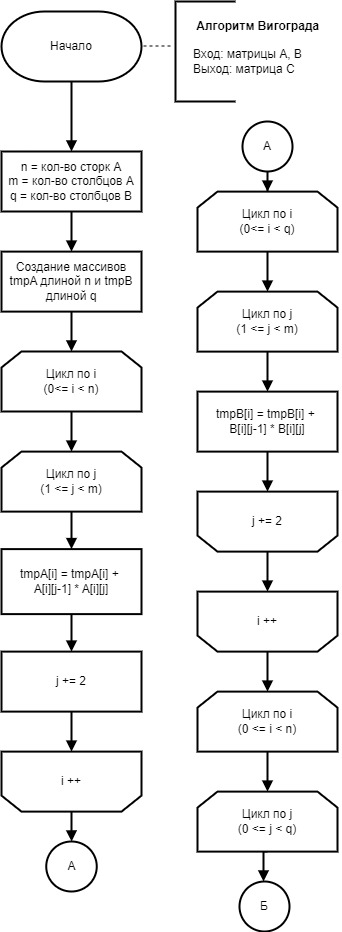 Начало
Алгоритм Вигограда
Вход: матрицы А, В
Выход: матрица С
n = кол-во сторк А
m = кол-во столбцов А
q = кол-во столбцов В
Создание массивов
tmpA длиной n и tmpB
длиной q
Цикл по i
(0<= i < n)
Цикл по j
(1 <= j < m)
tmpA[i] = tmpA[i] +
A[i][j-1] * A[i][j]
j += 2
i ++
А
А
Цикл по i
(0<= i < q)
Цикл по j
(1 <= j < m)
tmpB[i] = tmpB[i] +
B[i][j-1] * B[i][j]
j += 2
i ++
Цикл по i
(0 <= i < n)
Цикл по j
(0 <= j < q)
Б